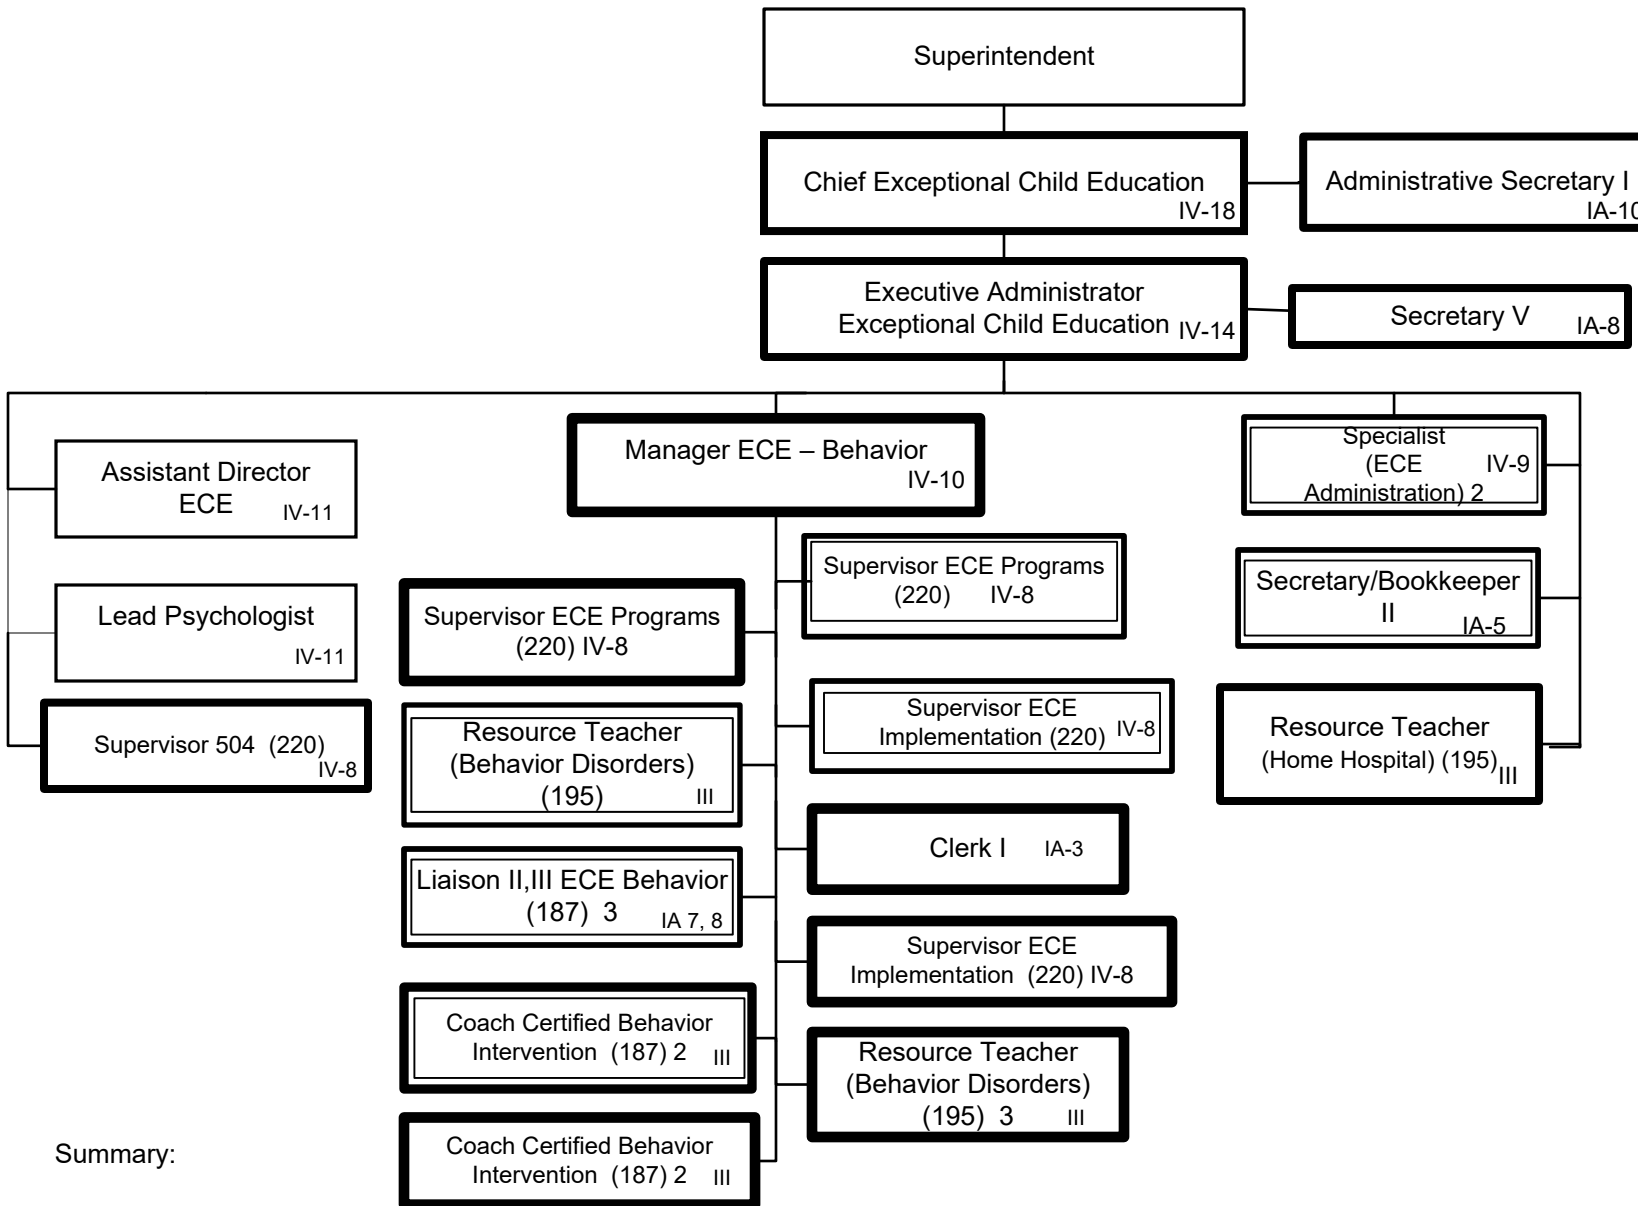 Superintendent
Chief Exceptional Child Education
IV-18
Administrative Secretary I
IA-10
Executive Administrator
Exceptional Child Education IV-14
Secretary V IA-8
Assistant Director
ECE IV-11
Lead Psychologist
IV-11
Supervisor 504 (220)
IV-8
Manager ECE – Behavior
IV-10
Supervisor ECE Programs
(220) IV-8
Supervisor ECE Programs
(220) IV-8
Resource Teacher
(Behavior Disorders)
(195) III
Supervisor ECE
Implementation (220) IV-8
Liaison II,III ECE Behavior
(187) 3 IA 7, 8
Clerk I IA-3
Supervisor ECE
Implementation (220) IV-8
Coach Certified Behavior
Intervention (187) 2 III
Resource Teacher
(Behavior Disorders)
(195) 3 III
Coach Certified Behavior
Intervention (187) 2 III
Specialist
(ECE IV-9
Administration) 2
Secretary/Bookkeeper
II IA-5
Resource Teacher
(Home Hospital) (195) III
Summary: